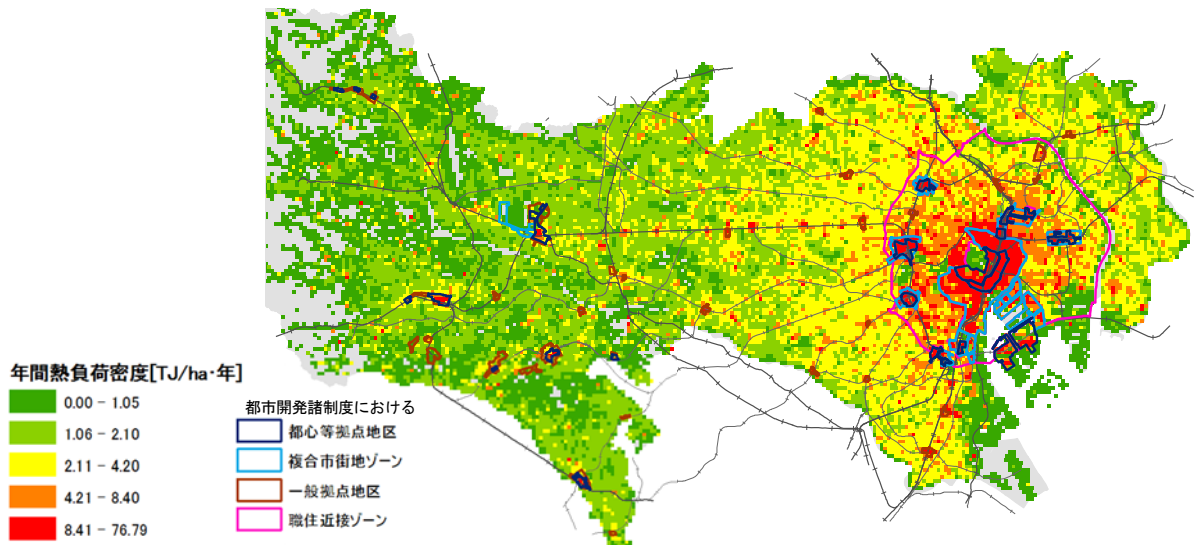 年間熱負荷密度[TJ/ha･年]
0.00 - 1.05
1.06 - 2.10
2.11 - 4.20
4.21 - 8.40
8.41 - 76.79
都市開発諸制度における
都心等拠点地区
複合市街地ゾーン
一般拠点地区
職住近接ゾーン